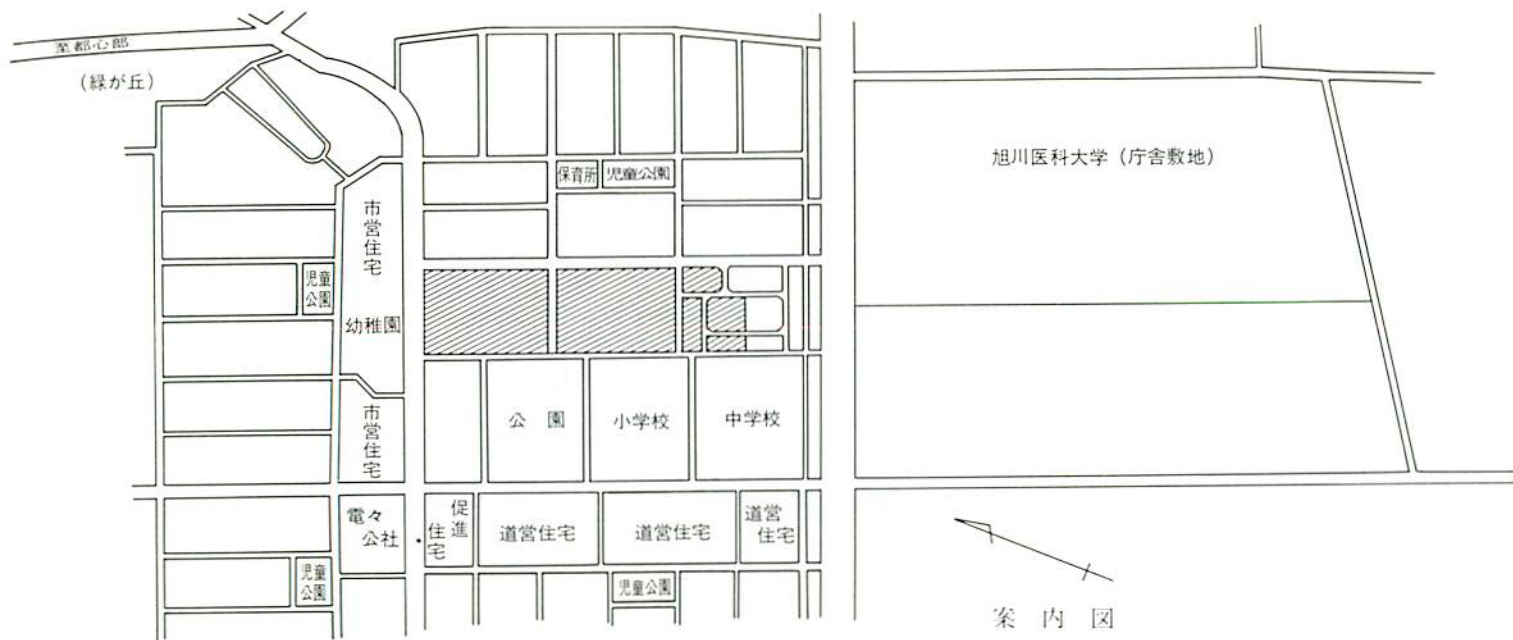 至都心部
(緑が丘)
旭川医科大学（庁舎敷地）
保育所
児童公園
市営住宅
児童
公園
幼稚園
市営住宅
公園
小学校
中学校
電々
公社
促進
住宅
道営住宅
道営住宅
道営
住宅
児童
公園
児童公園
案内図